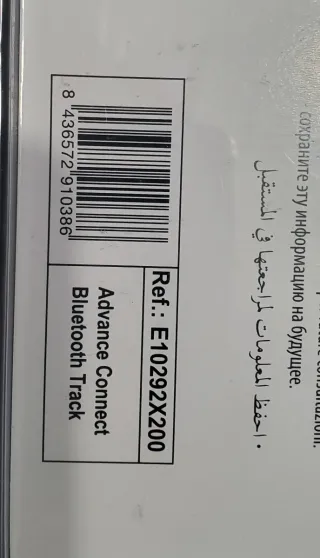 consultazioni.
- сохраните эту информацию на будущее.
احفظ المعلومات لمراجعتها في المستقبل.
8 436572 910386
Ref.: E10292X200
Advance Connect
Bluetooth Track